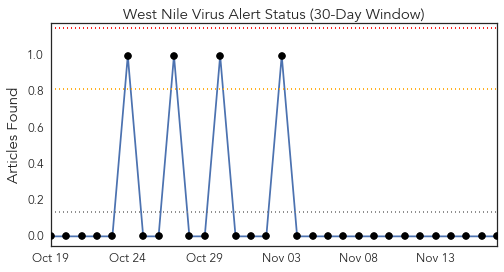 West Nile Virus Alert Status (30-Day Window)
Articles Found
1.0
0.8
0.6
0.4
0.2
0.0
Oct 19 Oct 24 Oct 29 Nov 03 Nov 08 Nov 13